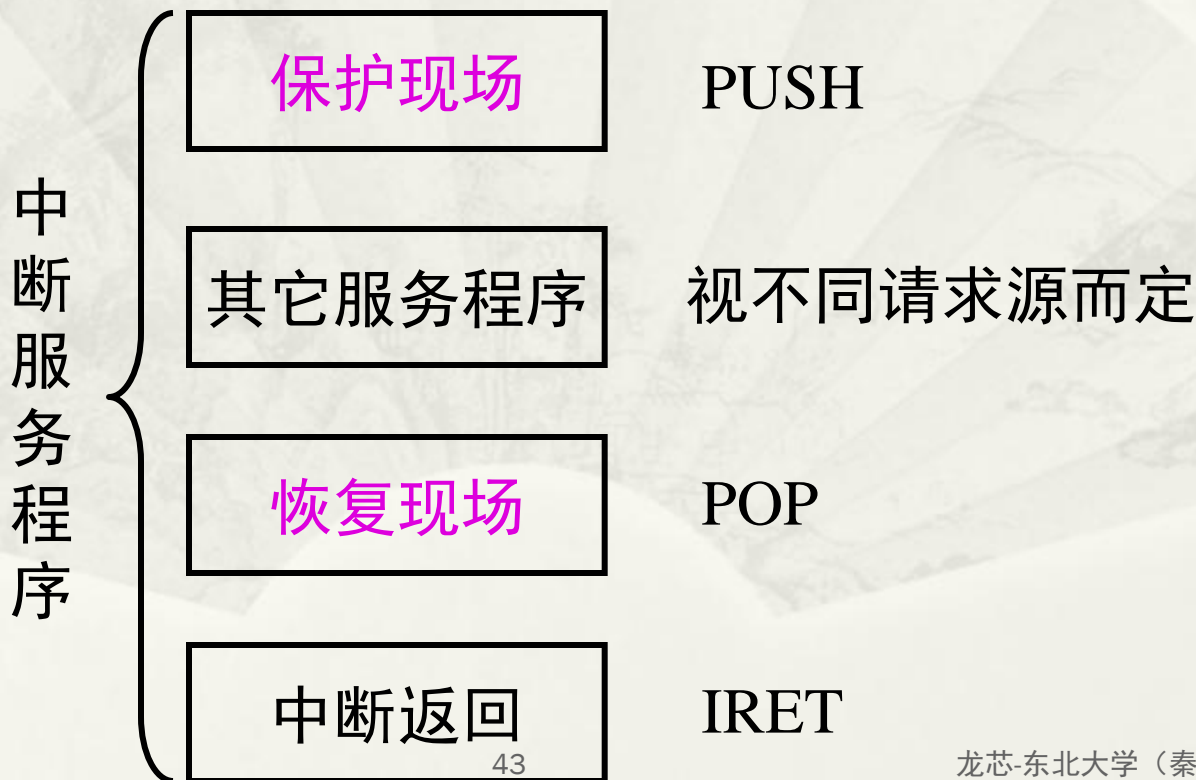 中断服务程序
保护现场 PUSH
其它服务程序 视不同请求源而定
恢复现场 POP
中断返回 IRET
43
龙芯-东北大学（秦